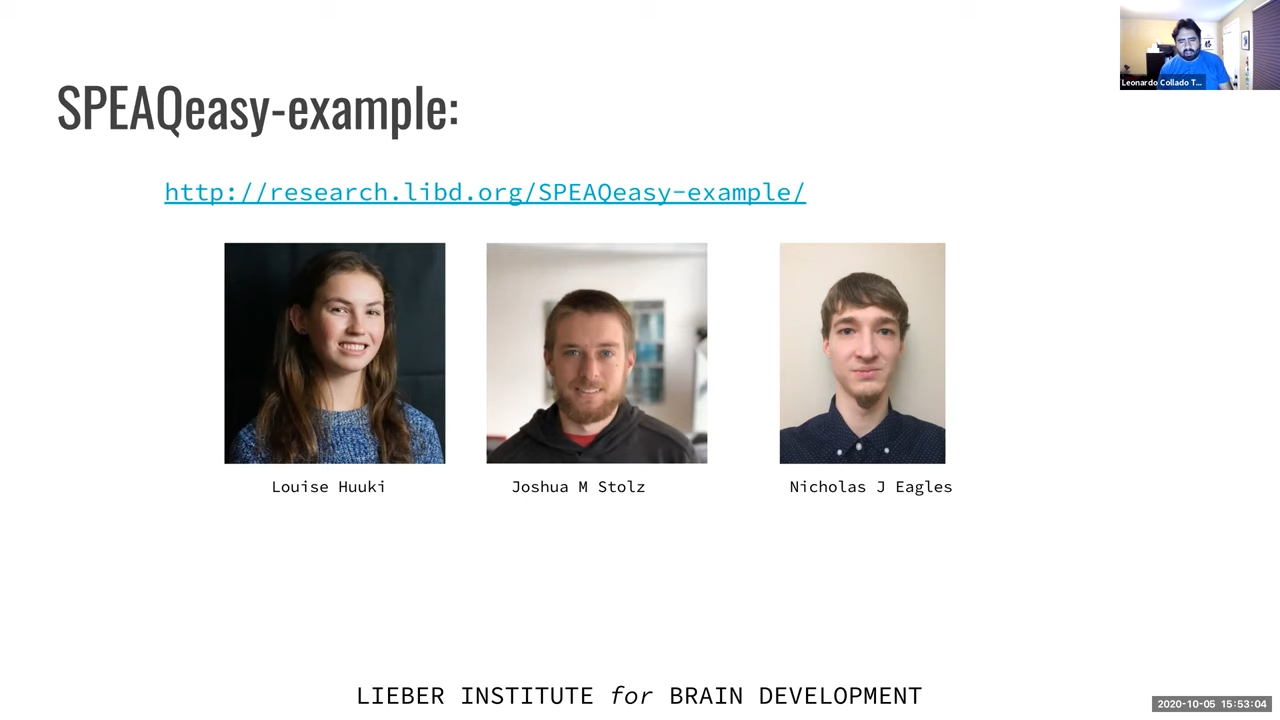 Leonardo Collado T...
SPEAQeasy-example:
http://research.libd.org/SPEAQeasy-example/
Louise Huuki
Joshua M Stolz
Nicholas J Eagles
LIEBER INSTITUTE for BRAIN DEVELOPMENT
2020-10-05 15:53:04